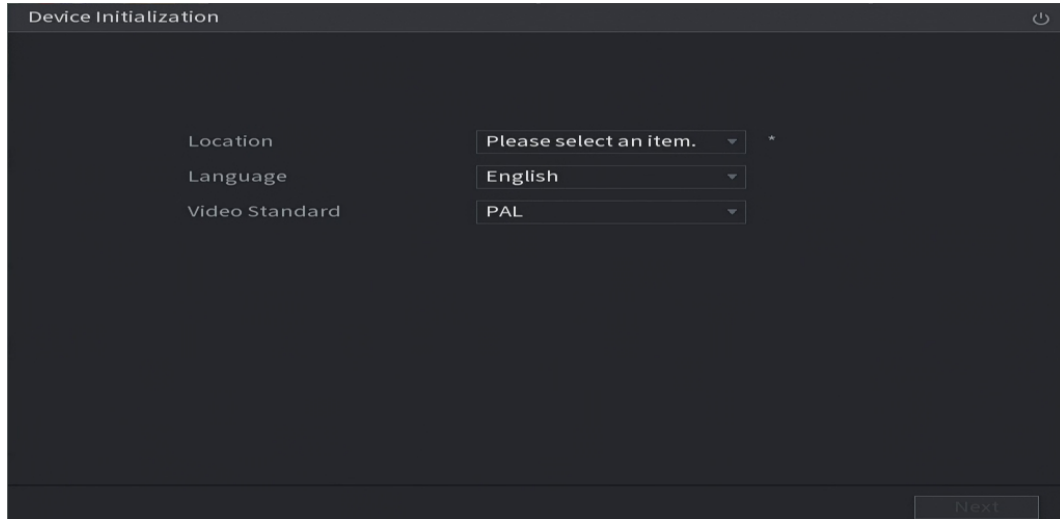 Device Initialization
Location Please select an item. *
Language English
Video Standard PAL
Next